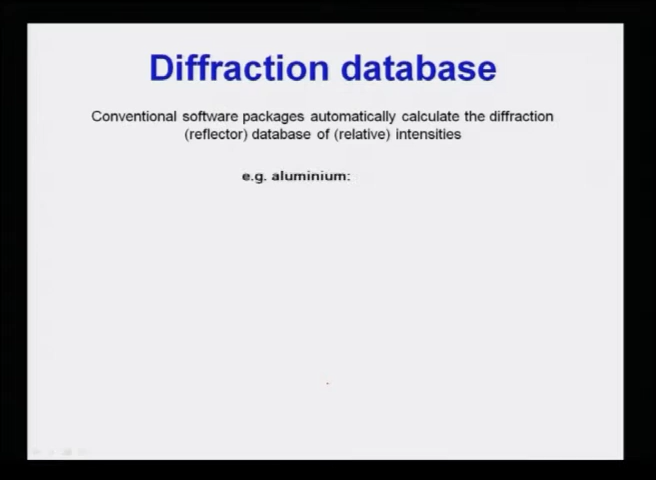 Diffraction database
Conventional software packages automatically calculate the diffraction
(reflector) database of (relative) intensities
e.g. aluminium: